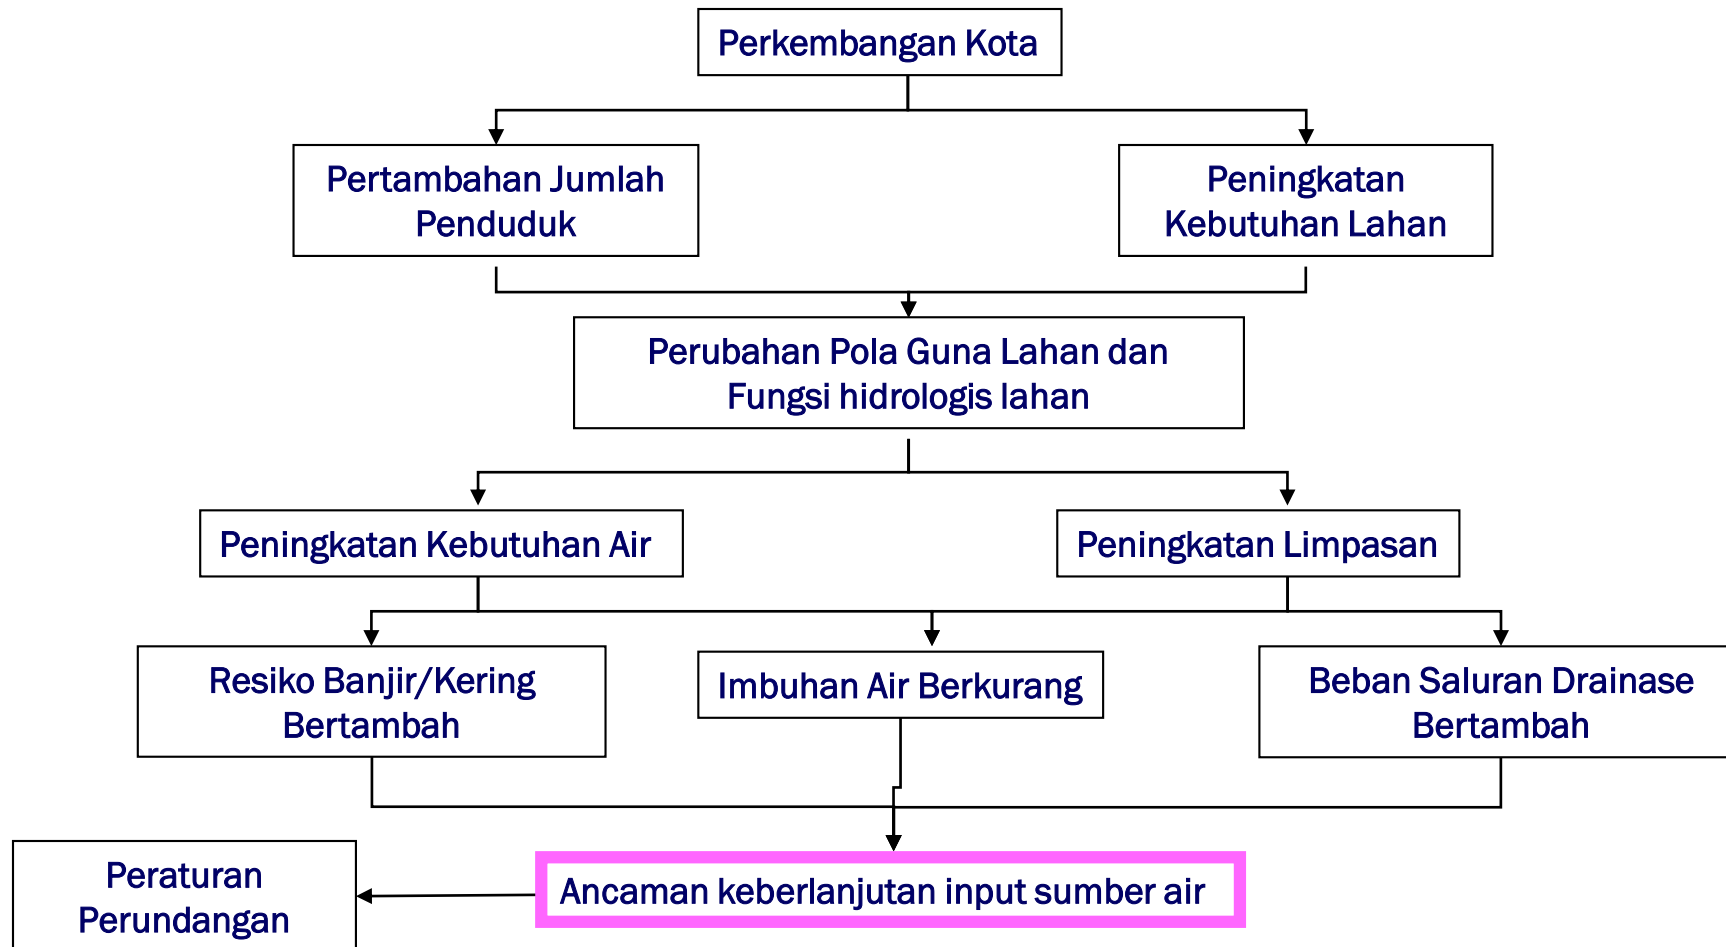 Perkembangan Kota
Pertambahan Jumlah
Penduduk
Peningkatan
Kebutuhan Lahan
Perubahan Pola Guna Lahan dan
Fungsi hidrologis lahan
Peningkatan Kebutuhan Air
Peningkatan Limpasan
Resiko Banjir/Kering
Bertambah
Imbuhan Air Berkurang
Beban Saluran Drainase
Bertambah
Peraturan
Perundangan
Ancaman keberlanjutan input sumber air